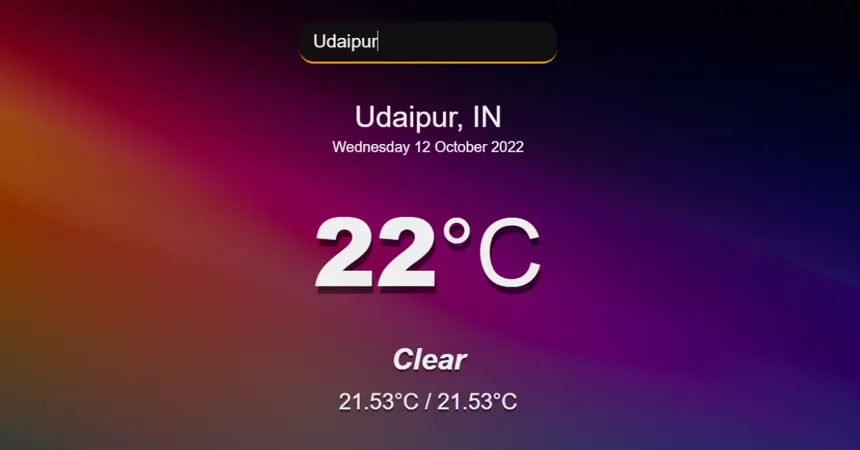 Udaipur
Udaipur, IN
Wednesday 12 October 2022
22°C
Clear
21.53°C / 21.53°C